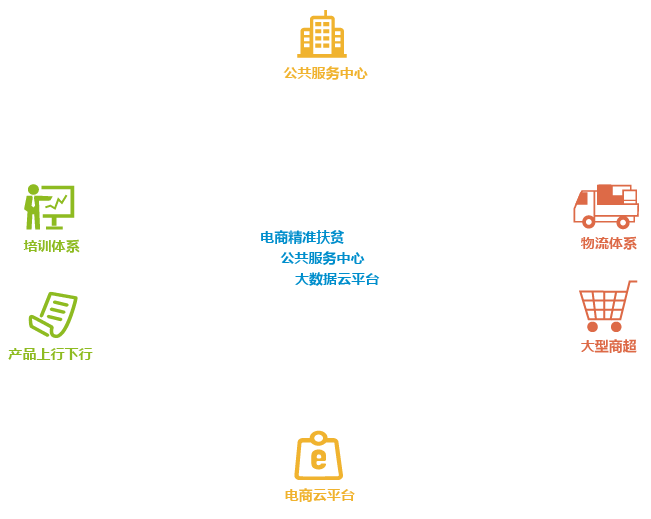 公共服务中心
培训体系
物流体系
电商精准扶贫
公共服务中心
大数据云平台
产品上行下行
大型商超
e
电商云平台